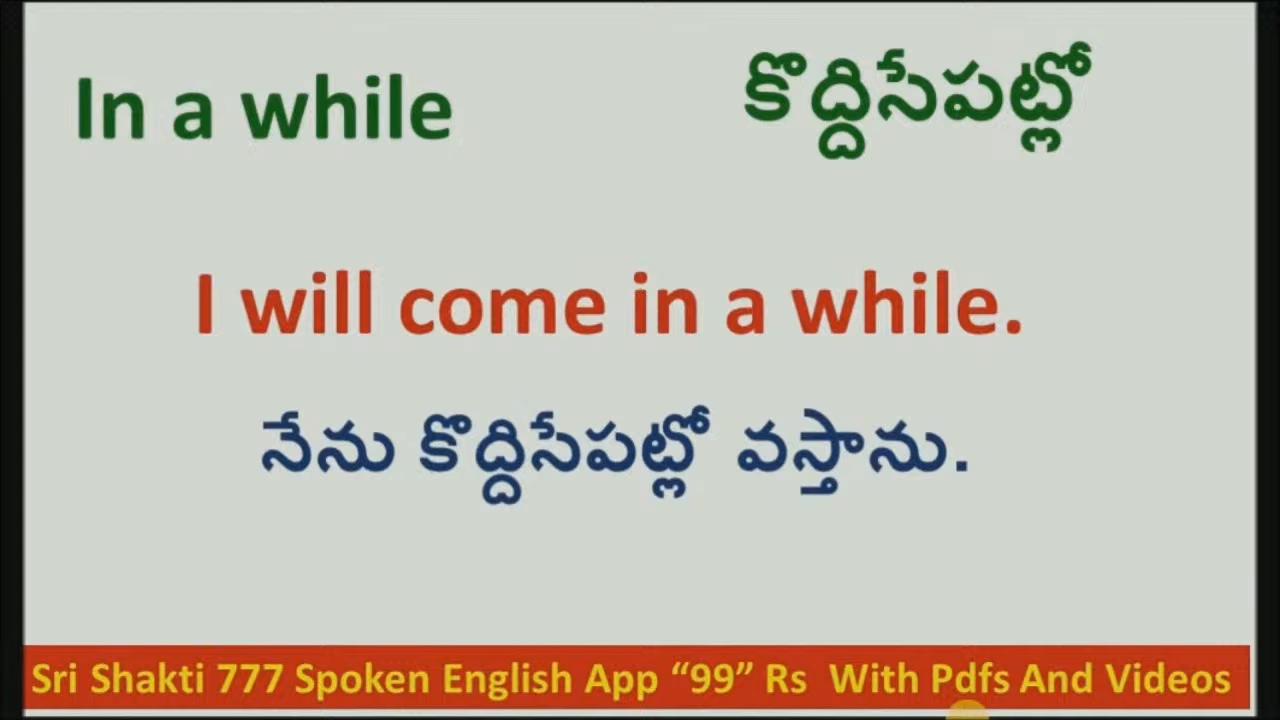 In a while కొద్దిసేపట్లో
I will come in a while.
నేను కొద్దిసేపట్లో వస్తాను.
Sri Shakti 777 Spoken English App “99” Rs With Pdfs And Videos